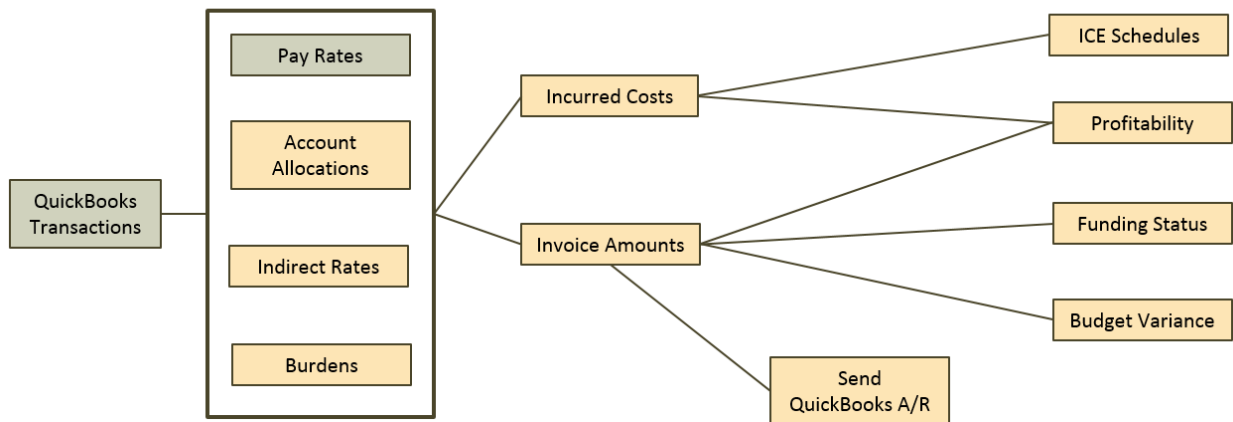 QuickBooks
Transactions
Pay Rates
Account
Allocations
Indirect Rates
Burdens
Incurred Costs
Invoice Amounts
Send
QuickBooks A/R
ICE Schedules
Profitability
Funding Status
Budget Variance